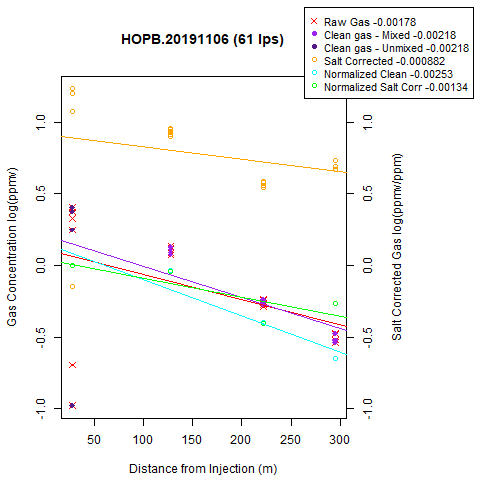 HOPB.20191106 (61 lps)
Raw Gas -0.00178
Clean gas - Mixed -0.00218
Clean gas - Unmixed -0.00218
Salt Corrected -0.000882
Normalized Clean -0.00253
Normalized Salt Corr -0.00134
Gas Concentration log(ppmv)
1.0
0.5
0.0
-0.5
-1.0
Salt Corrected Gas log(ppmv/ppm)
1.0
0.5
0.0
-0.5
-1.0
50 100 150 200 250 300
Distance from Injection (m)